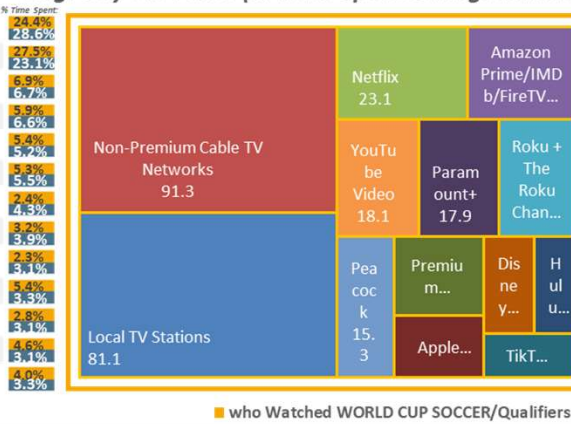 % Time Spent:
24.4%
28.6%
27.5%
23.1%
6.9%
6.7%
5.9%
6.6%
5.4%
5.2%
5.3%
5.5%
2.4%
4.3%
3.2%
3.9%
2.3%
3.1%
5.4%
3.3%
2.8%
3.1%
4.6%
3.1%
4.0%
3.3%
Non-Premium Cable TV
Networks
91.3
Local TV Stations
81.1
Netflix
23.1
Amazon
Prime/IMD
b/FireTV...
YouTu
be
Video
18.1
Param
ount+
17.9
Roku +
The
Roku
Chan...
Pea
coc
k
15.
3
Premiu
m...
Apple...
Dis
ne
y...
H
ul
u...
TikT...
who Watched WORLD CUP SOCCER/Qualifiers